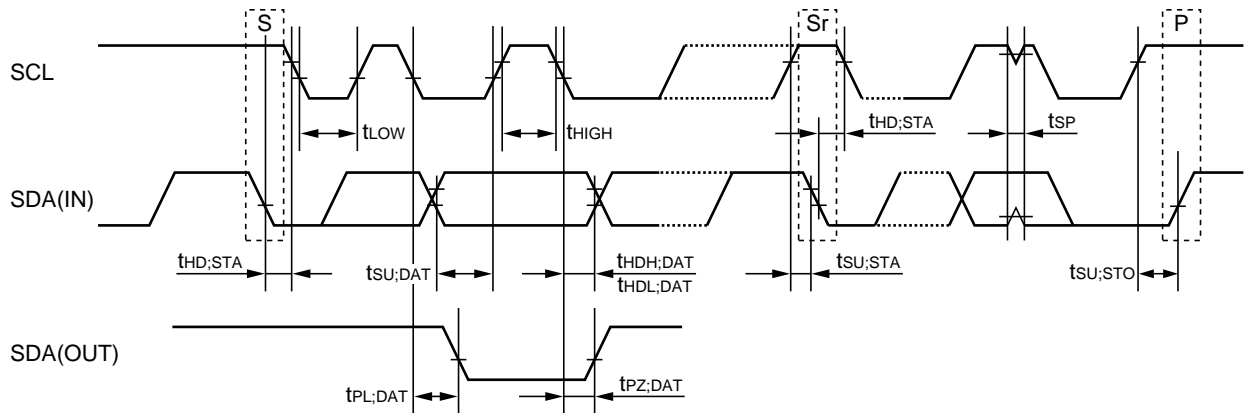 S Sr P
SCL
tLOW tHIGH tHD;STA tSP
SDA(IN)
tHD;STA tSU;DAT tHDH;DAT tSU;STA tSU;STO
tHDL;DAT
SDA(OUT)
tPL;DAT tPZ;DAT